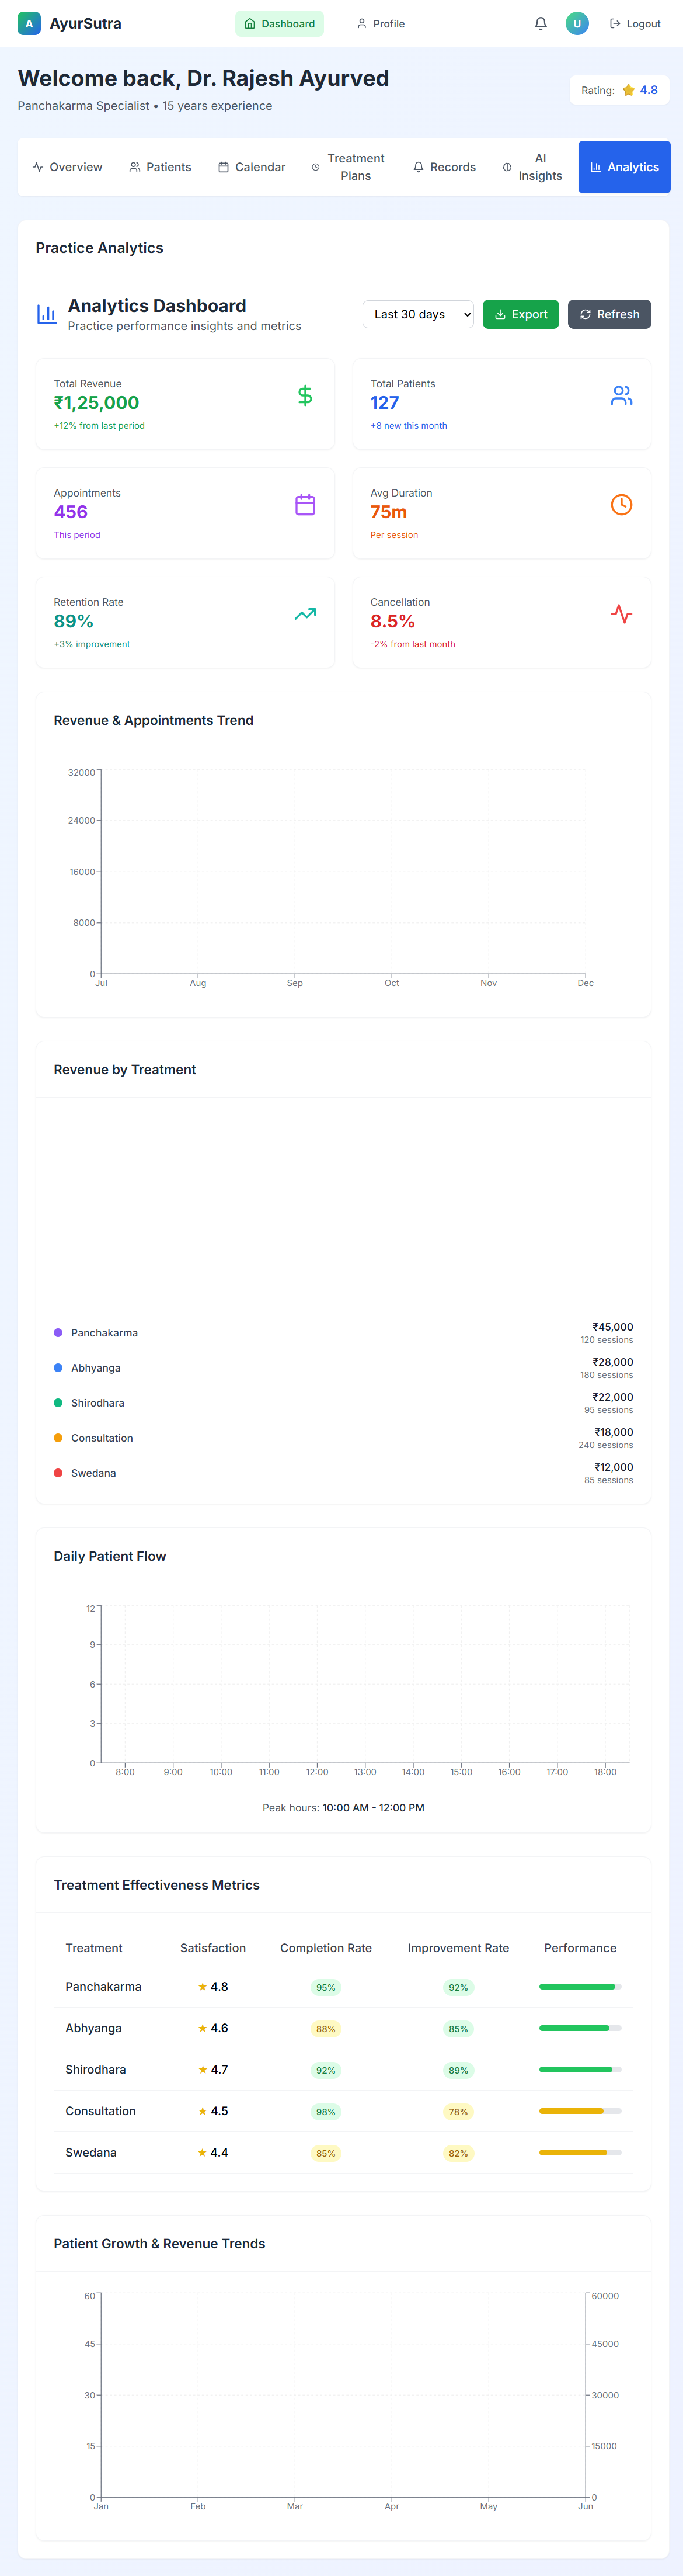 A AyurSutra
Dashboard
Profile
U
Logout
Welcome back, Dr. Rajesh Ayurved
Panchakarma Specialist • 15 years experience
Rating: ⭐ 4.8
Overview
Patients
Calendar
Treatment
Plans
Records
AI
Insights
Analytics
Practice Analytics
Analytics Dashboard
Practice performance insights and metrics
Last 30 days
Export
Refresh
Total Revenue
₹1,25,000
+12% from last period
Total Patients
127
+8 new this month
Appointments
456
This period
Avg Duration
75m
Per session
Retention Rate
89%
+3% improvement
Cancellation
8.5%
-2% from last month
Revenue & Appointments Trend
32000
24000
16000
8000
0
Jul Aug Sep Oct Nov Dec
Revenue by Treatment
Panchakarma ₹45,000
120 sessions
Abhyanga ₹28,000
180 sessions
Shirodhara ₹22,000
95 sessions
Consultation ₹18,000
240 sessions
Swedana ₹12,000
85 sessions
Daily Patient Flow
12
9
6
3
0
8:00 9:00 10:00 11:00 12:00 13:00 14:00 15:00 16:00 17:00 18:00
Peak hours: 10:00 AM - 12:00 PM
Treatment Effectiveness Metrics
Treatment Satisfaction Completion Rate Improvement Rate Performance
Panchakarma ★ 4.8 95% 92%
Abhyanga ★ 4.6 88% 85%
Shirodhara ★ 4.7 92% 89%
Consultation ★ 4.5 98% 78%
Swedana ★ 4.4 85% 82%
Patient Growth & Revenue Trends
60 60000
45 45000
30 30000
15 15000
0 0
Jan Feb Mar Apr May Jun